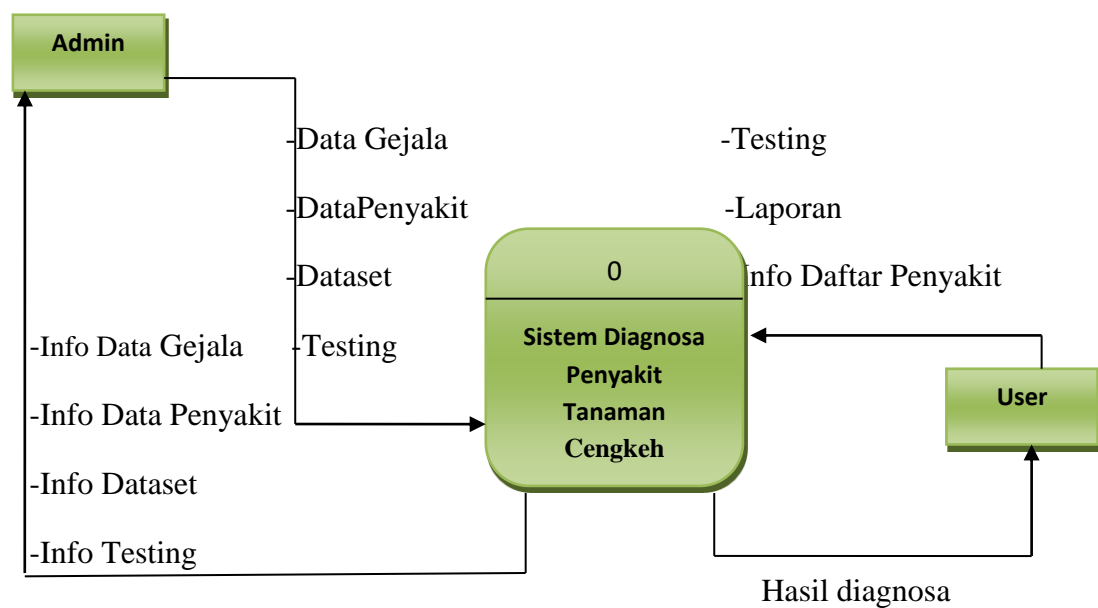 Admin
-Data Gejala
-DataPenyakit
-Dataset
-Testing
-Testing
-Laporan
Info Daftar Penyakit
0
Sistem Diagnosa
Penyakit
Tanaman
Cengkeh
-Info Data Gejala
-Info Data Penyakit
-Info Dataset
-Info Testing
User
Hasil diagnosa